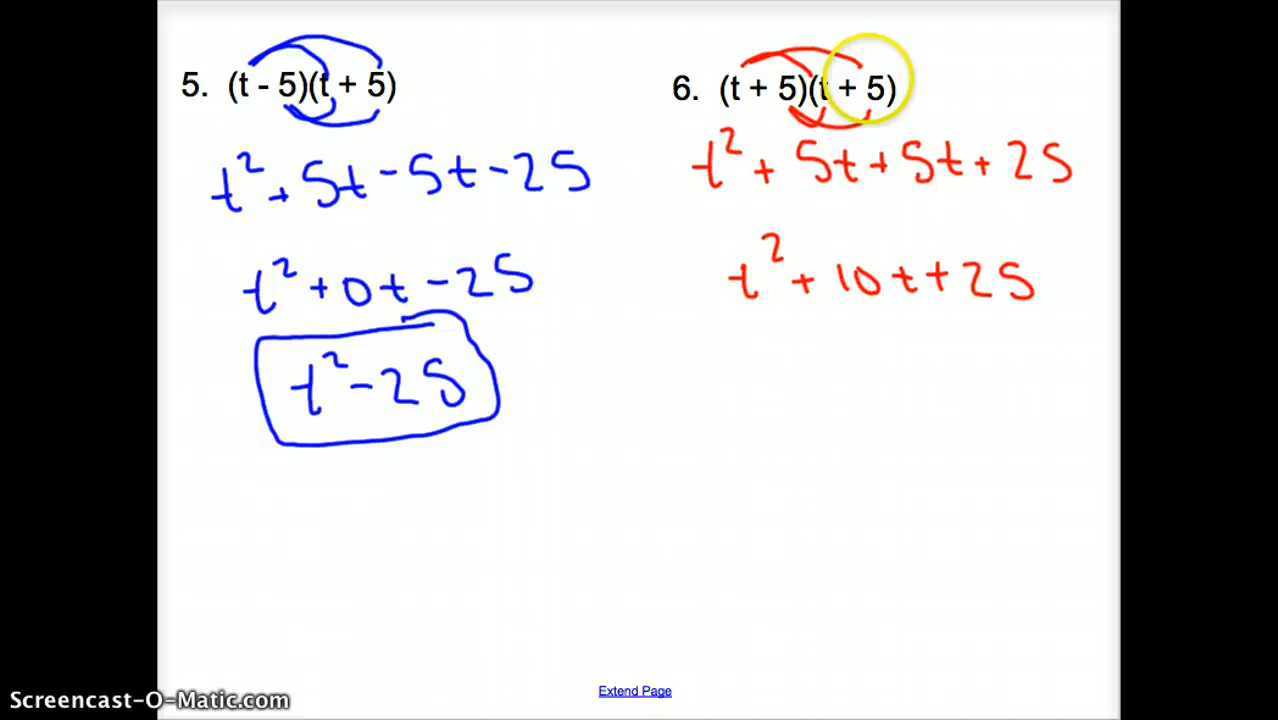 5. (t - 5)(t + 5)
t² + 5t - 5t - 25
t² + 0t - 25
t² - 25
6. (t + 5)(t + 5)
t² + 5t + 5t + 25
t² + 10t + 25
Extend Page
Screencast-O-Matic.com